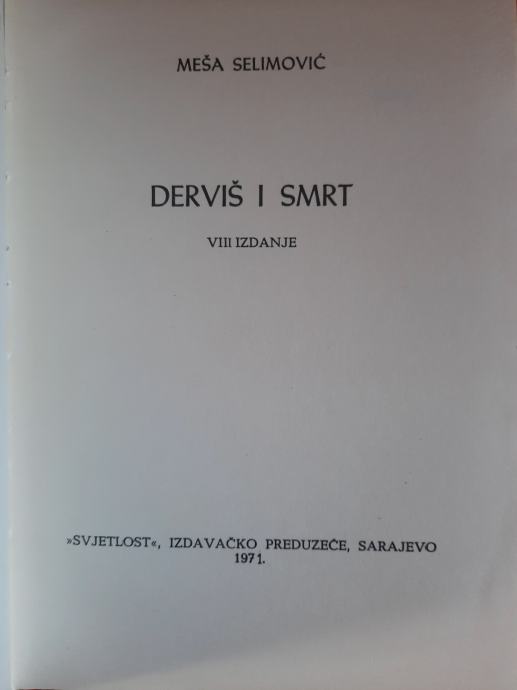 MEŠA SELIMOVIĆ
DERVIŠ I SMRT
VIII IZDANJE
»SVJETLOST«, IZDAVAČKO PREDUZEĆE, SARAJEVO
1971.